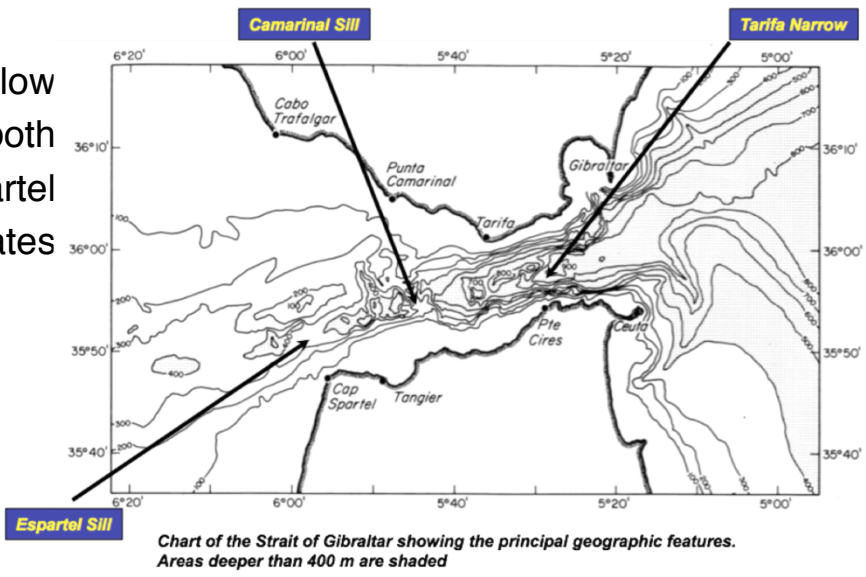 Camarinal Sill
Tarifa Narrow
low
ooth
artel
ates
6°20' 6°00' 5°40' 5°20' 5°00'
Cabo
Trafalgar
36°10' 36°10'
Punta
Camarinal
Gibraltar
Tarifa
36°00' 36°00'
35°50' 35°50'
Pte
Cires
Ceuta
Cap
Spartel
Tangier
35°40' 35°40'
6°20' 6°00' 5°40' 5°20' 5°00'
Espartel Sill
Chart of the Strait of Gibraltar showing the principal geographic features.
Areas deeper than 400 m are shaded